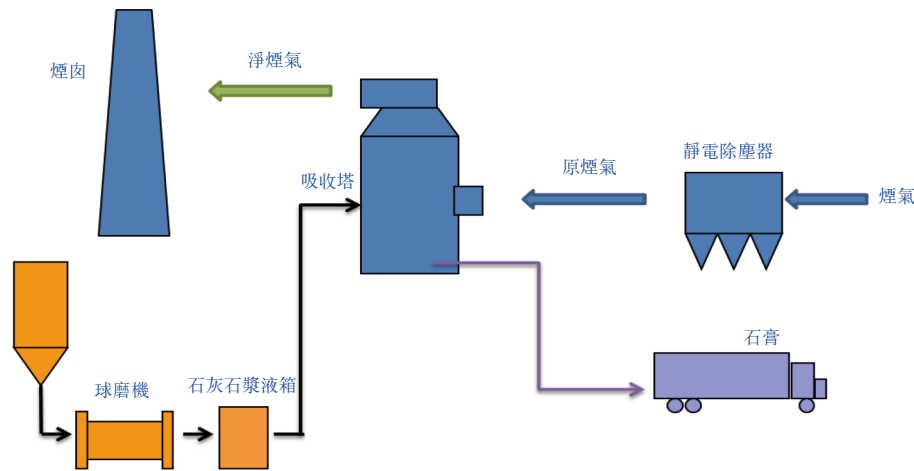 煙囪
淨煙氣
吸收塔
原煙氣
靜電除塵器
煙氣
球磨機
石灰石漿液箱
石膏